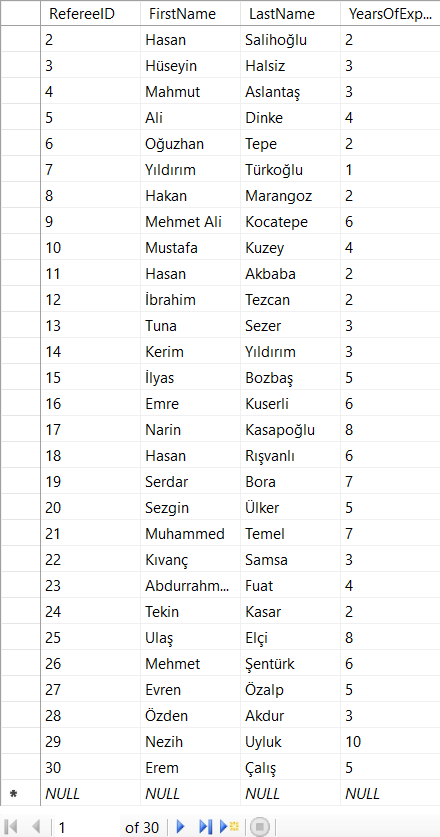 RefereeID FirstName LastName YearsOfExp...
2 Hasan Salihoğlu 2
3 Hüseyin Halsiz 3
4 Mahmut Aslantaş 3
5 Ali Dinke 4
6 Oğuzhan Tepe 2
7 Yıldırım Türkoğlu 1
8 Hakan Marangoz 2
9 Mehmet Ali Kocatepe 6
10 Mustafa Kuzey 4
11 Hasan Akbaba 2
12 İbrahim Tezcan 2
13 Tuna Sezer 3
14 Kerim Yıldırım 3
15 İlyas Bozbaş 5
16 Emre Kuserli 6
17 Narin Kasapoğlu 8
18 Hasan Rışvanlı 6
19 Serdar Bora 7
20 Sezgin Ülker 5
21 Muhammed Temel 7
22 Kıvanç Samsa 3
23 Abdurrahm... Fuat 4
24 Tekin Kasar 2
25 Ulaş Elçi 8
26 Mehmet Şentürk 6
27 Evren Özalp 5
28 Özden Akdur 3
29 Nezih Uyluk 10
30 Erem Çalış 5
* NULL NULL NULL NULL
1 of 30